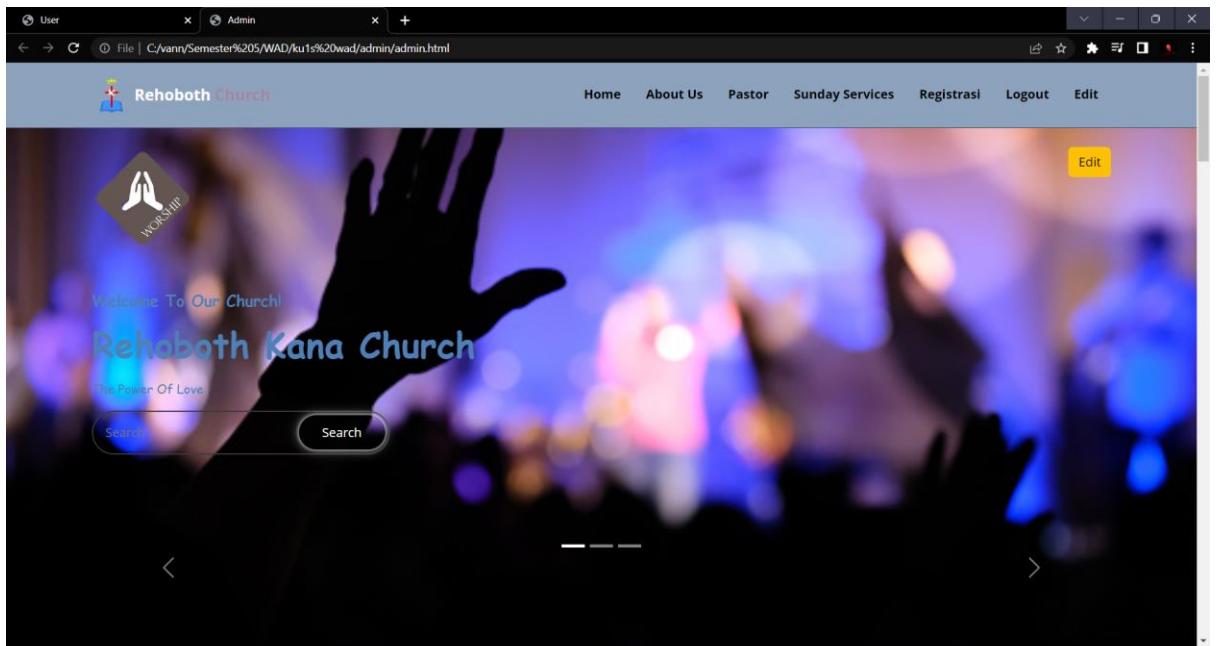 User
Admin
File | C:/vann/Semester%205/WAD/ku1s%20wad/admin/admin.html
Rehoboth Church
Home About Us Pastor Sunday Services Registrasi Logout Edit
Edit
WORSHIP
Welcome To Our Church!
Rehoboth Kana Church
The Power Of Love
Search
Search